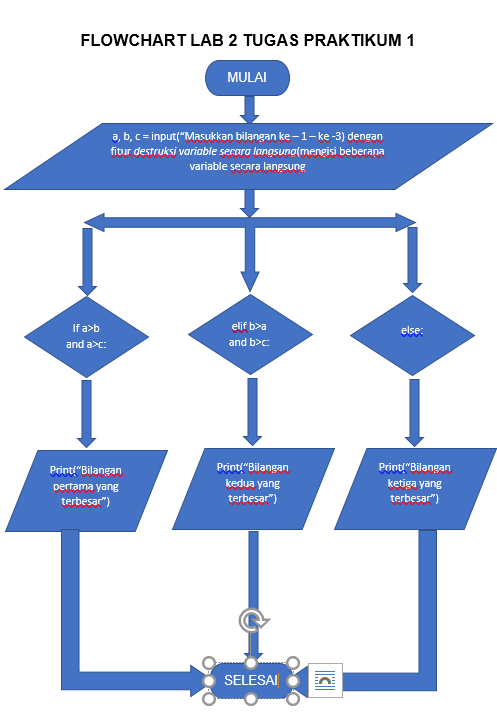 FLOWCHART LAB 2 TUGAS PRAKTIKUM 1
MULAI
a, b, c = input(“Masukkan bilangan ke – 1 – ke -3) dengan
fitur destruksi variable secara langsung(mengisi beberapa
variable secara langsung
If a>b
and a>c:
elif b>a
and b>c:
else:
Print(“Bilangan
pertama yang
terbesar”)
Print(“Bilangan
kedua yang
terbesar”)
Print(“Bilangan
ketiga yang
terbesar”)
SELESAI